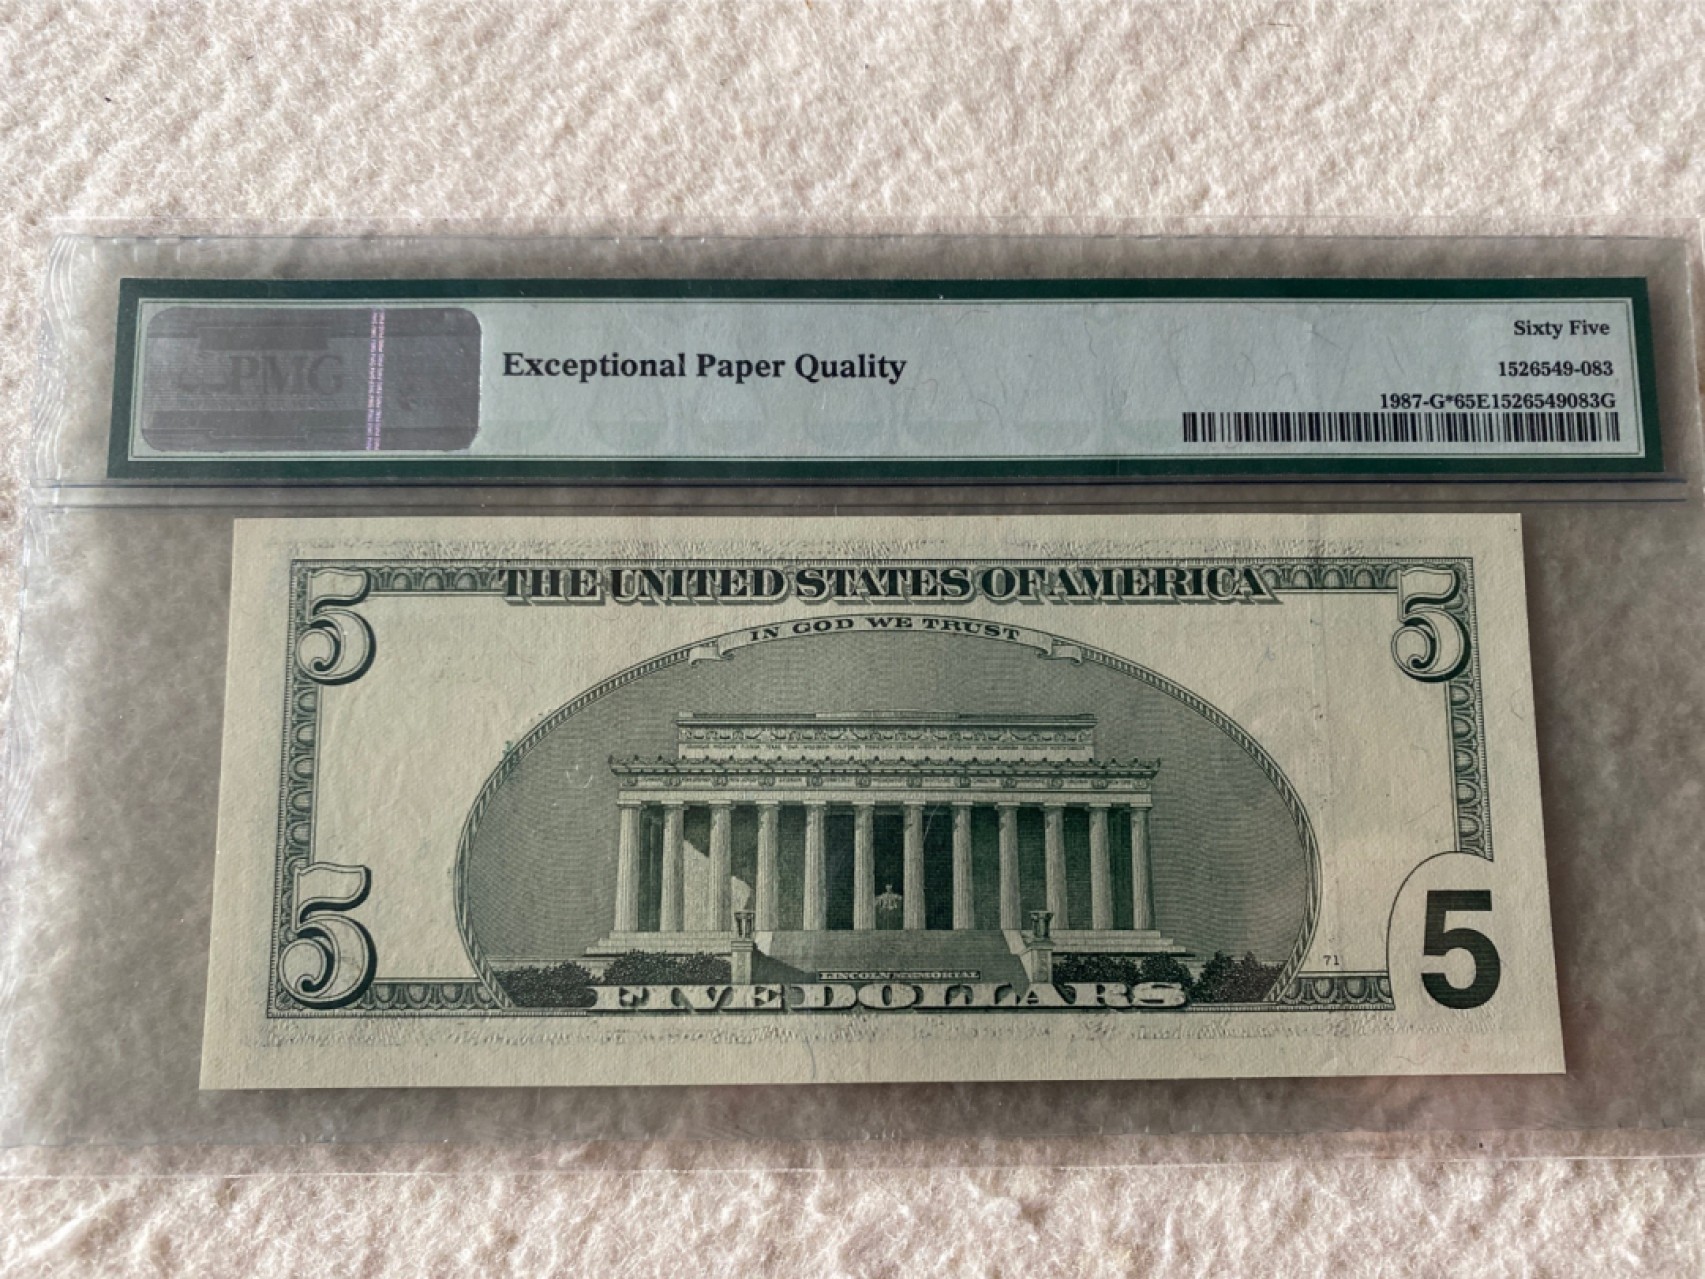 PMG
Exceptional Paper Quality
Sixty Five
1526549-083
1987-G*65E1526549083G
5 THE UNITED STATES OF AMERICA 5
IN GOD WE TRUST
LINCOLN MEMORIAL
71
5 FIVE DOLLARS 5